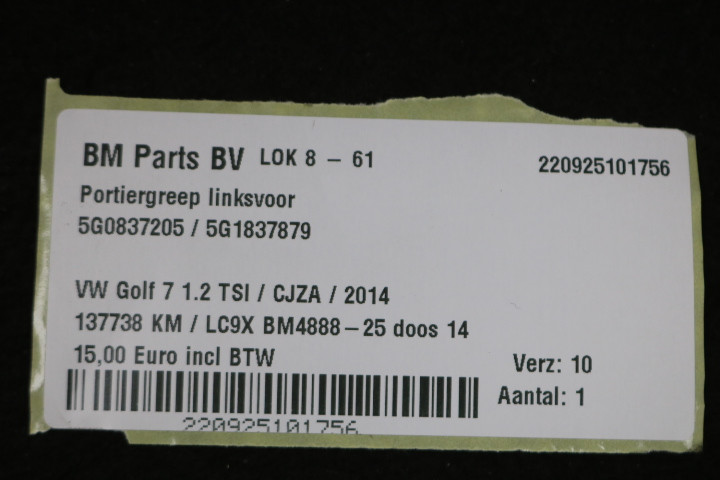 BM Parts BV LOK 8 - 61 220925101756
Portiergreep linksvoor
5G0837205 / 5G1837879
VW Golf 7 1.2 TSI / CJZA / 2014
137738 KM / LC9X BM4888-25 doos 14
15,00 Euro incl BTW Verz: 10
Aantal: 1
220925101756